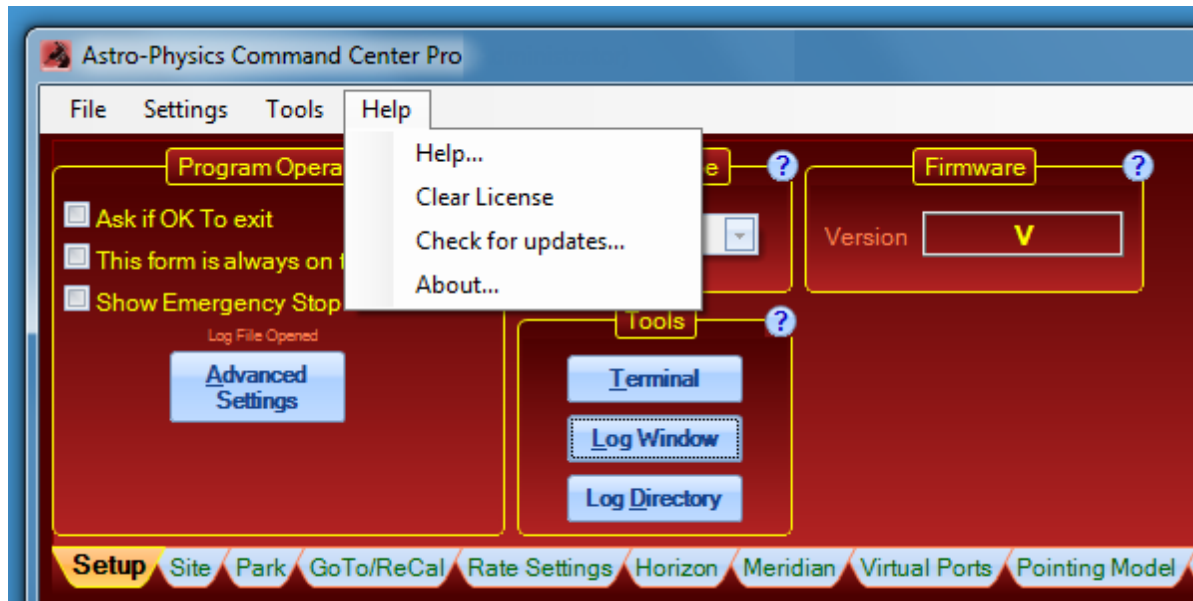 Astro-Physics Command Center Pro
File Settings Tools Help
Help...
Clear License
Check for updates...
About...
Program Opera
Ask if OK To exit
This form is always on t
Show Emergency Stop
Log File Opened
Advanced
Settings
e ?
Firmware ?
Version V
Tools ?
Terminal
Log Window
Log Directory
Setup Site Park GoTo/ReCal Rate Settings Horizon Meridian Virtual Ports Pointing Model